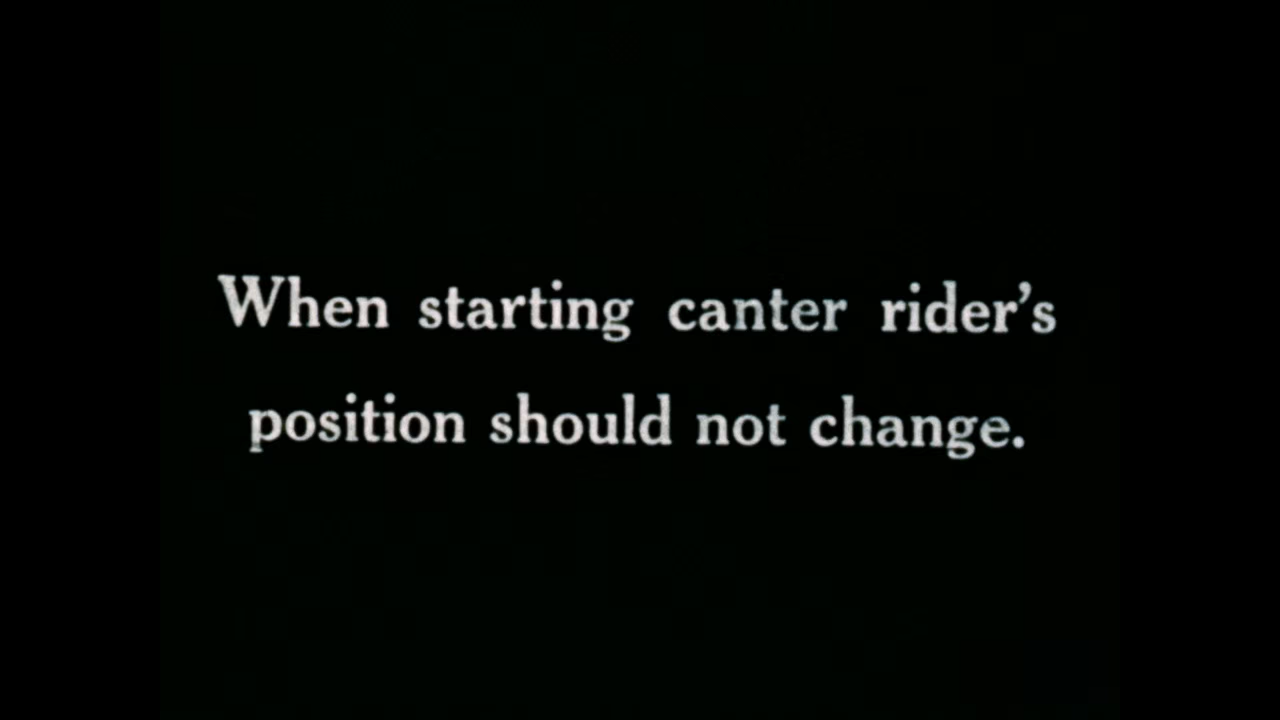 When starting canter rider’s
position should not change.